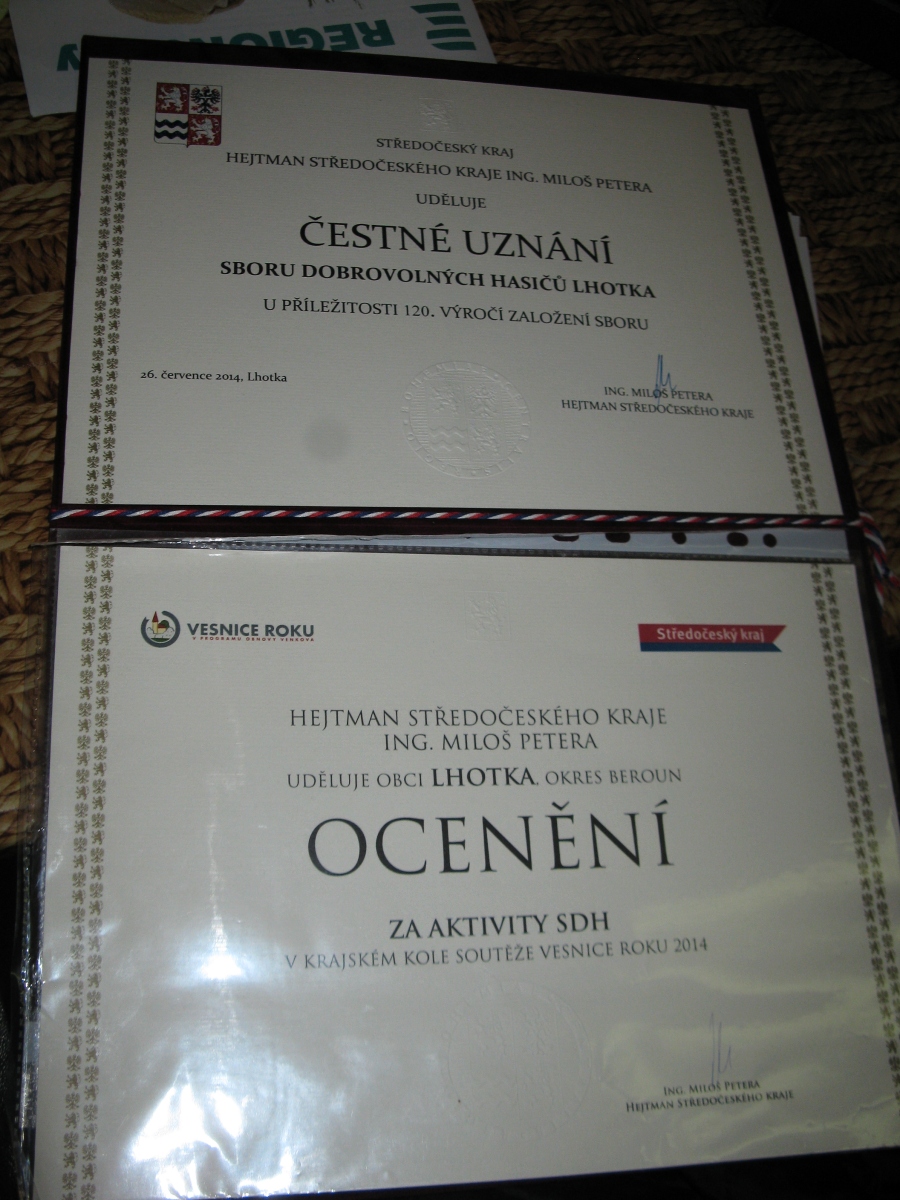 REGION
STŘEDOČESKÝ KRAJ
HEJTMAN STŘEDOČESKÉHO KRAJE ING. MILOŠ PETERA
UDĚLUJE
ČESTNÉ UZNÁNÍ
SBORU DOBROVOLNÝCH HASIČŮ LHOTKA
U PŘÍLEŽITOSTI 120. VÝROČÍ ZALOŽENÍ SBORU
26. července 2014, Lhotka
ING. MILOŠ PETERA
HEJTMAN STŘEDOČESKÉHO KRAJE
VESNICE ROKU
V PROGRAMU OBNOVY VENKOVA
Středočeský kraj
HEJTMAN STŘEDOČESKÉHO KRAJE
ING. MILOŠ PETERA
UDĚLUJE OBCI LHOTKA, OKRES BEROUN
OCENĚNÍ
ZA AKTIVITY SDH
V KRAJSKÉM KOLE SOUTĚŽE VESNICE ROKU 2014
ING. MILOŠ PETERA
HEJTMAN STŘEDOČESKÉHO KRAJE